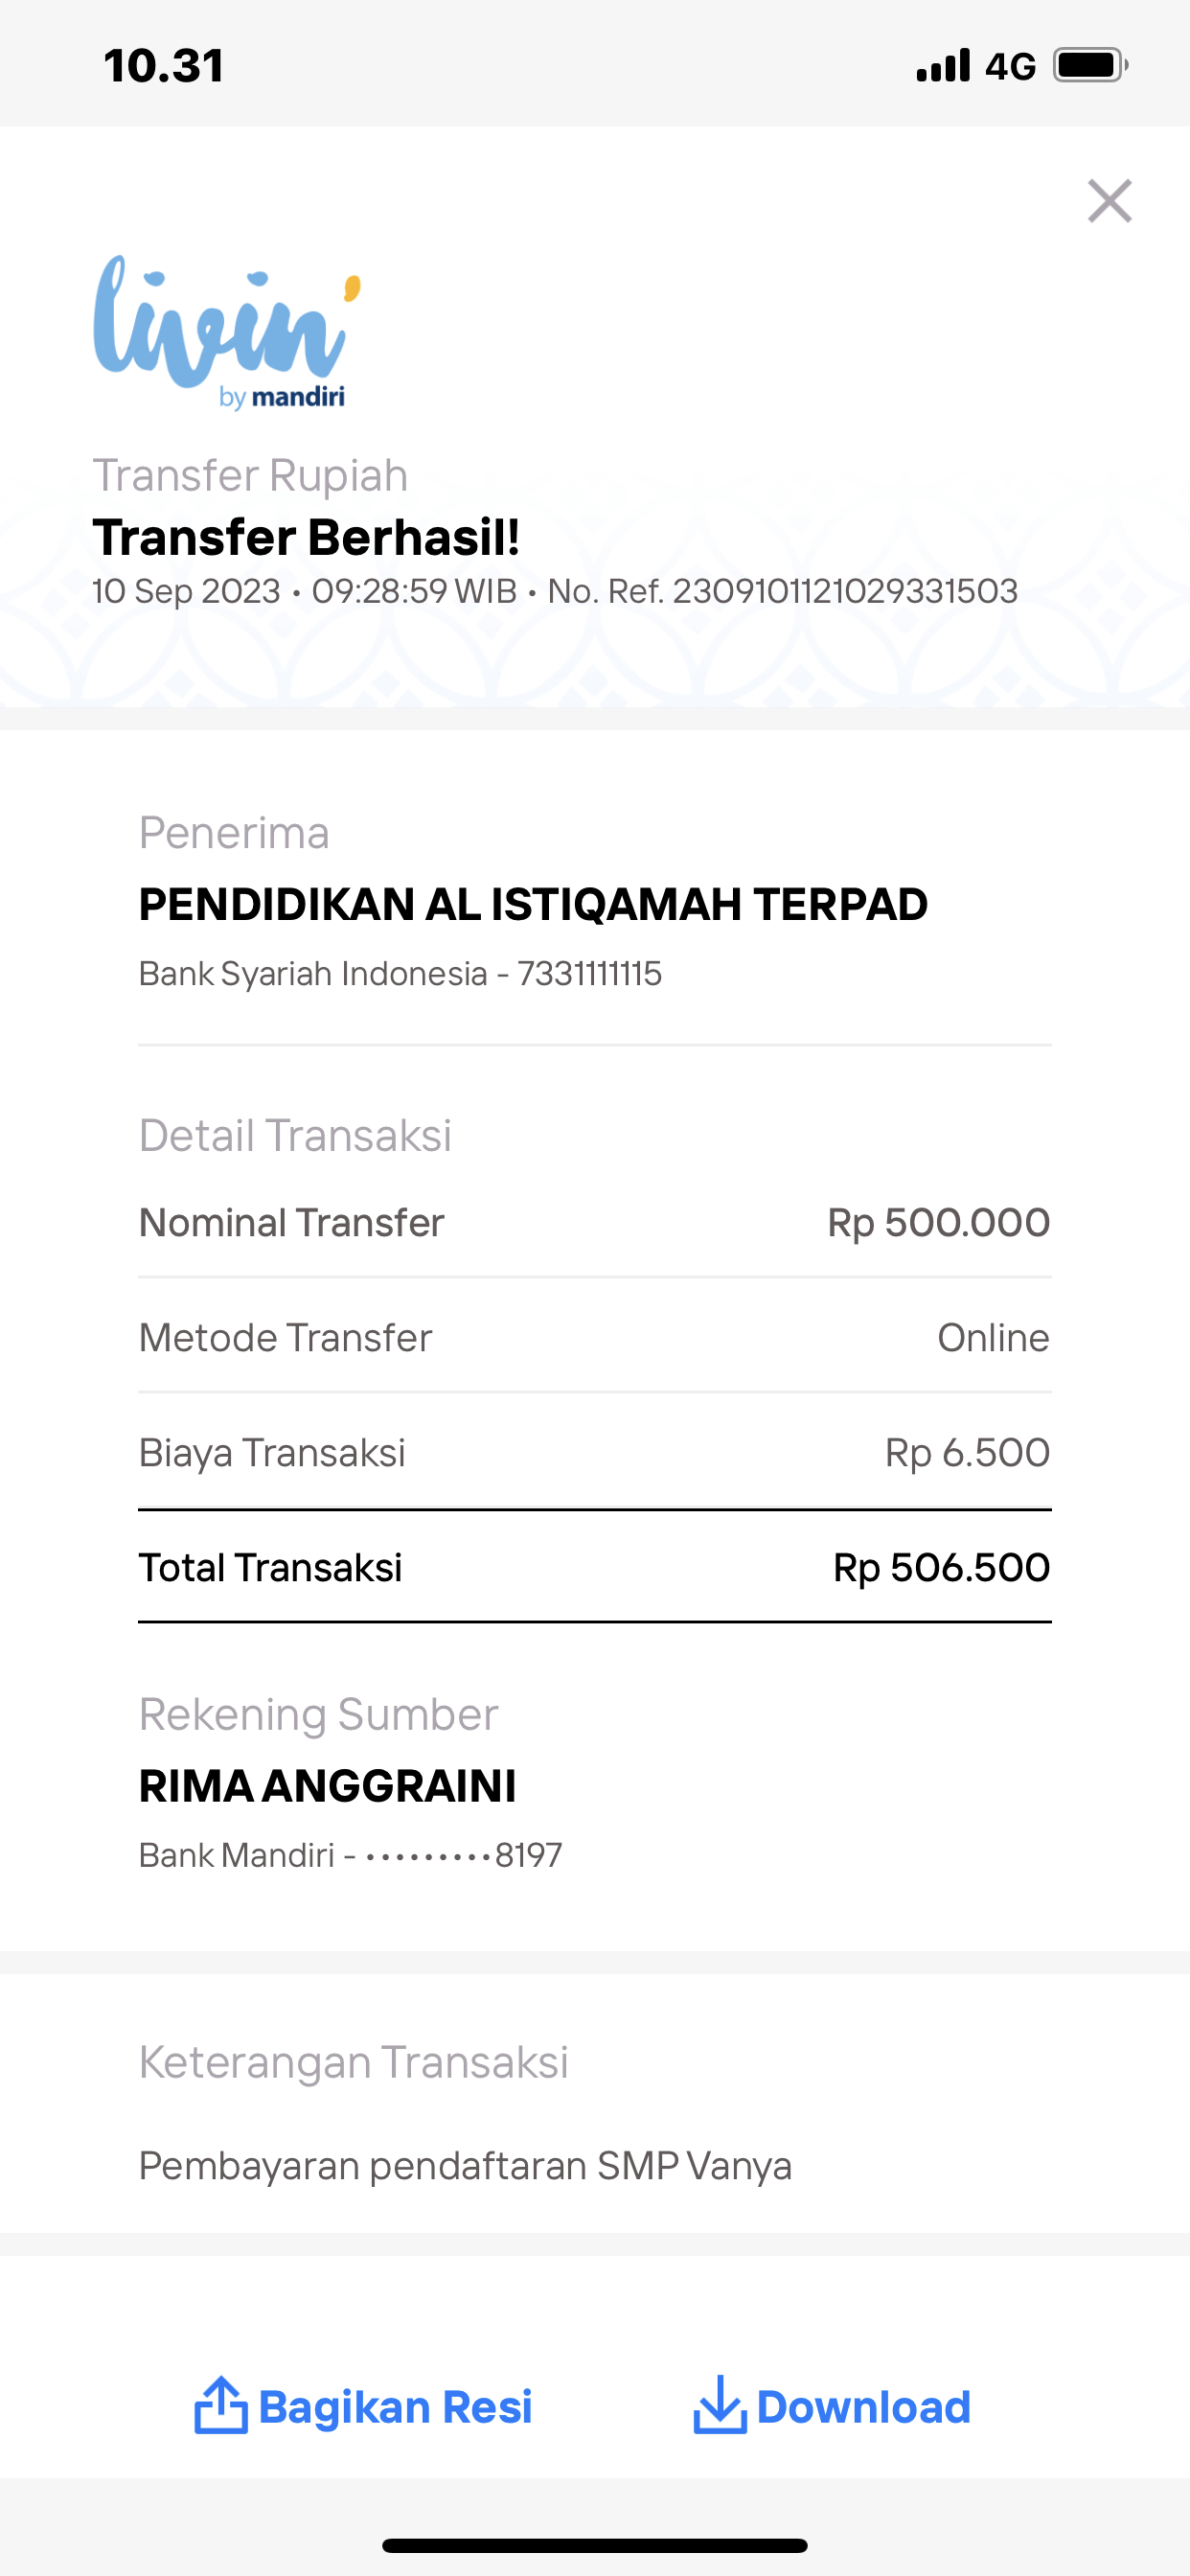 10.31
4G
livin'
by mandiri
Transfer Rupiah
Transfer Berhasil!
10 Sep 2023 • 09:28:59 WIB • No. Ref. 2309101121029331503
Penerima
PENDIDIKAN AL ISTIQAMAH TERPAD
Bank Syariah Indonesia - 7331111115
Detail Transaksi
Nominal Transfer Rp 500.000
Metode Transfer Online
Biaya Transaksi Rp 6.500
Total Transaksi Rp 506.500
Rekening Sumber
RIMA ANGGRAINI
Bank Mandiri - •••••••••8197
Keterangan Transaksi
Pembayaran pendaftaran SMP Vanya
Bagikan Resi Download